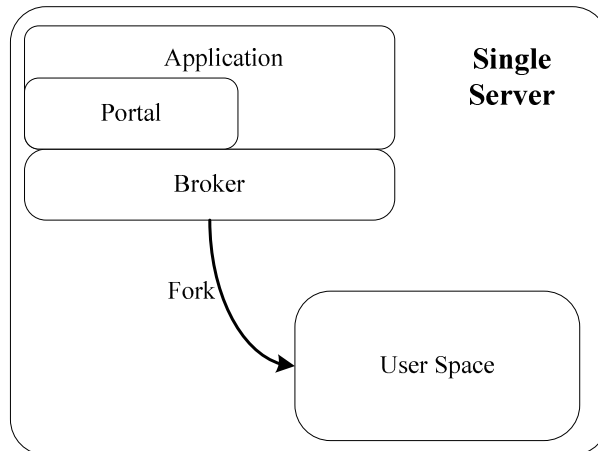 Application
Single
Server
Portal
Broker
Fork
User Space